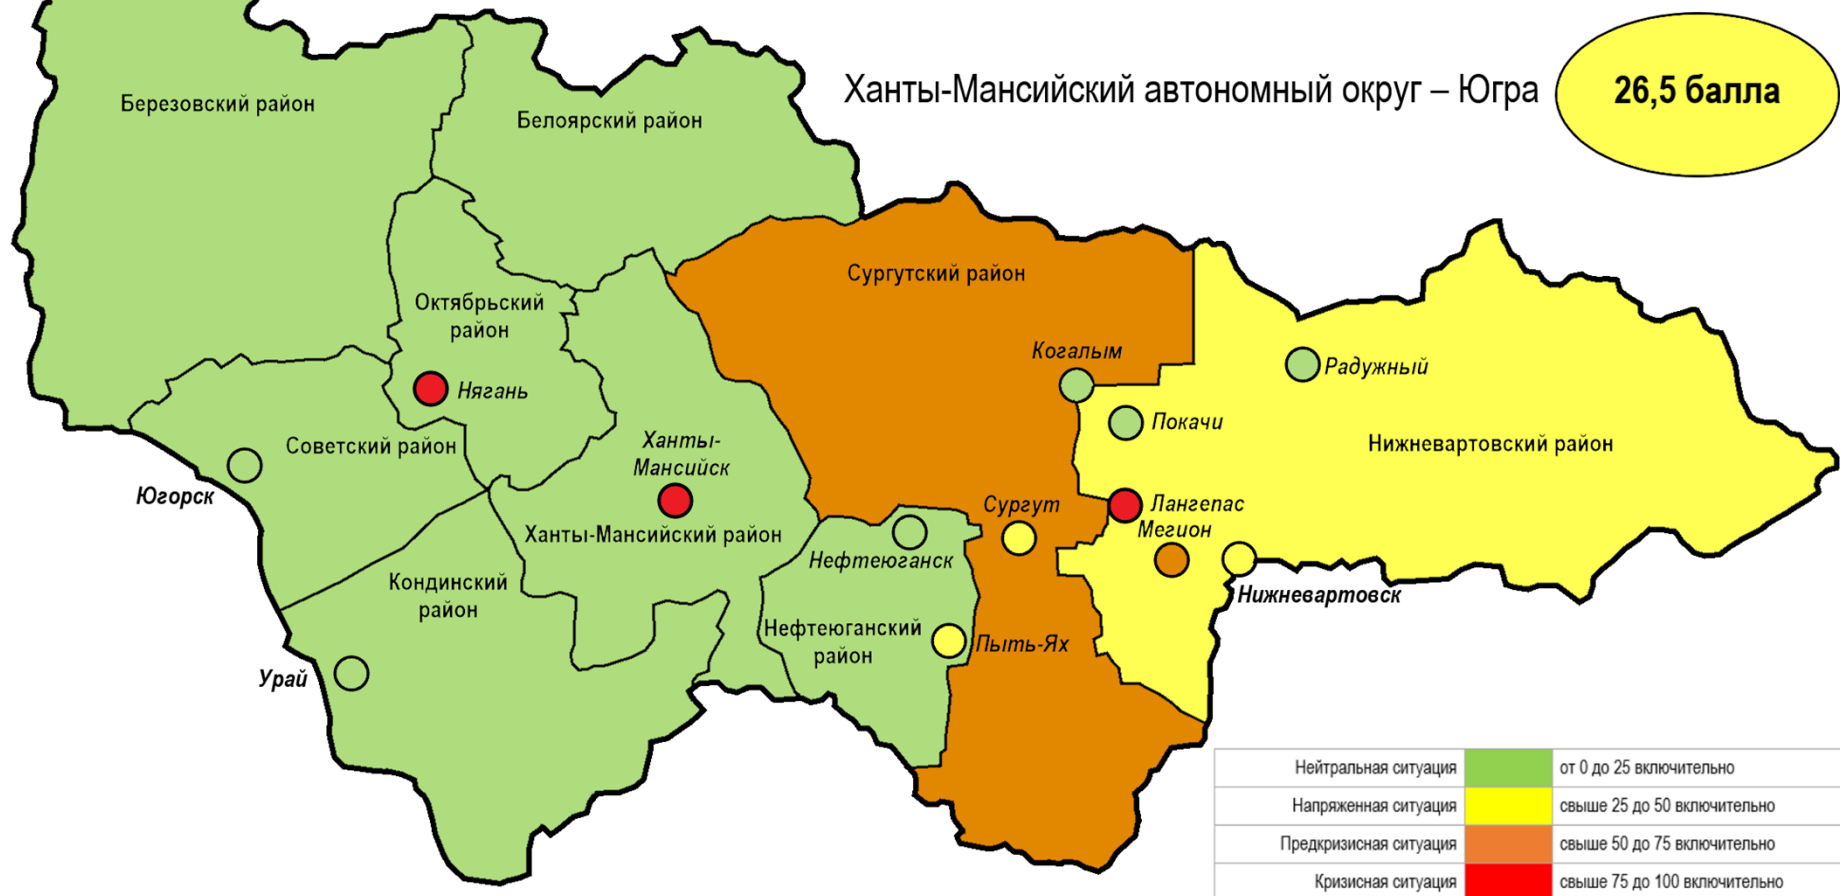 Ханты-Мансийский автономный округ – Югра
26,5 балла
Березовский район
Белоярский район
Сургутский район
Октябрьский
район
Когалым
Радужный
Нягань
Покачи
Ханты-
Мансийск
Советский район
Нижневартовский район
Югорск
Сургут
Лангепас
Мегион
Ханты-Мансийский район
Нефтеюганск
Кондинский
район
Нижневартовск
Нефтеюганский
район
Пыть-Ях
Урай
Нейтральная ситуация от 0 до 25 включительно
Напряженная ситуация свыше 25 до 50 включительно
Предкризисная ситуация свыше 50 до 75 включительно
Кризисная ситуация свыше 75 до 100 включительно